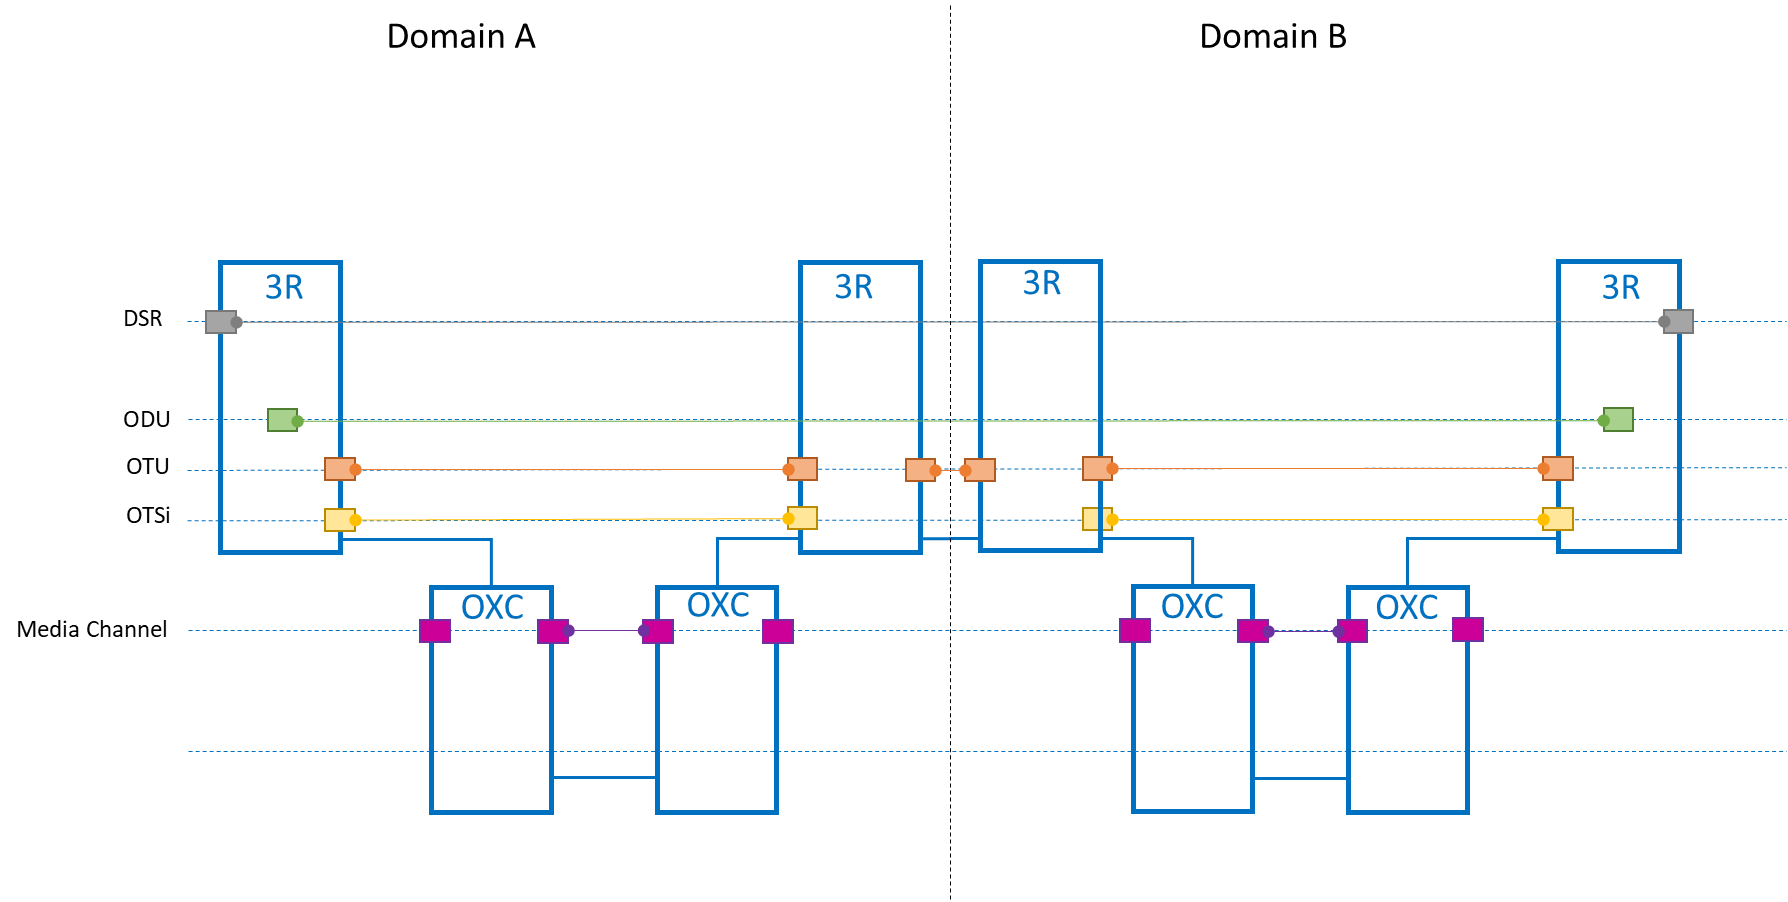 Domain A
Domain B
3R
3R
3R
3R
DSR
ODU
OTU
OTSi
OXC
OXC
OXC
OXC
Media Channel